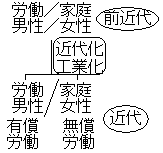 労働／家庭
男性／女性 前近代
近代化
工業化
労働／家庭
男性／女性
有償 無償 近代
労働 労働